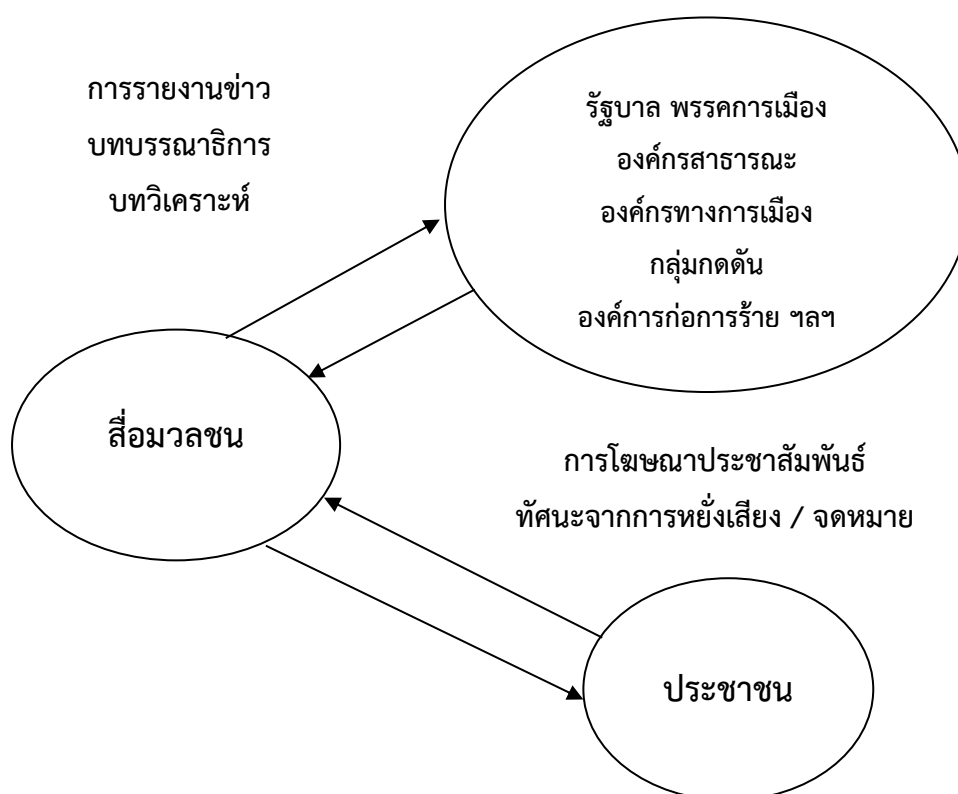 การรายงานข่าว
บทบรรณาธิการ
บทวิเคราะห์
รัฐบาล พรรคการเมือง
องค์กรสาธารณะ
องค์กรทางการเมือง
กลุ่มกดดัน
องค์การก่อการร้าย ฯลฯ
สื่อมวลชน
การโฆษณาประชาสัมพันธ์
ทัศนะจากการหยั่งเสียง / จดหมาย
ประชาชน